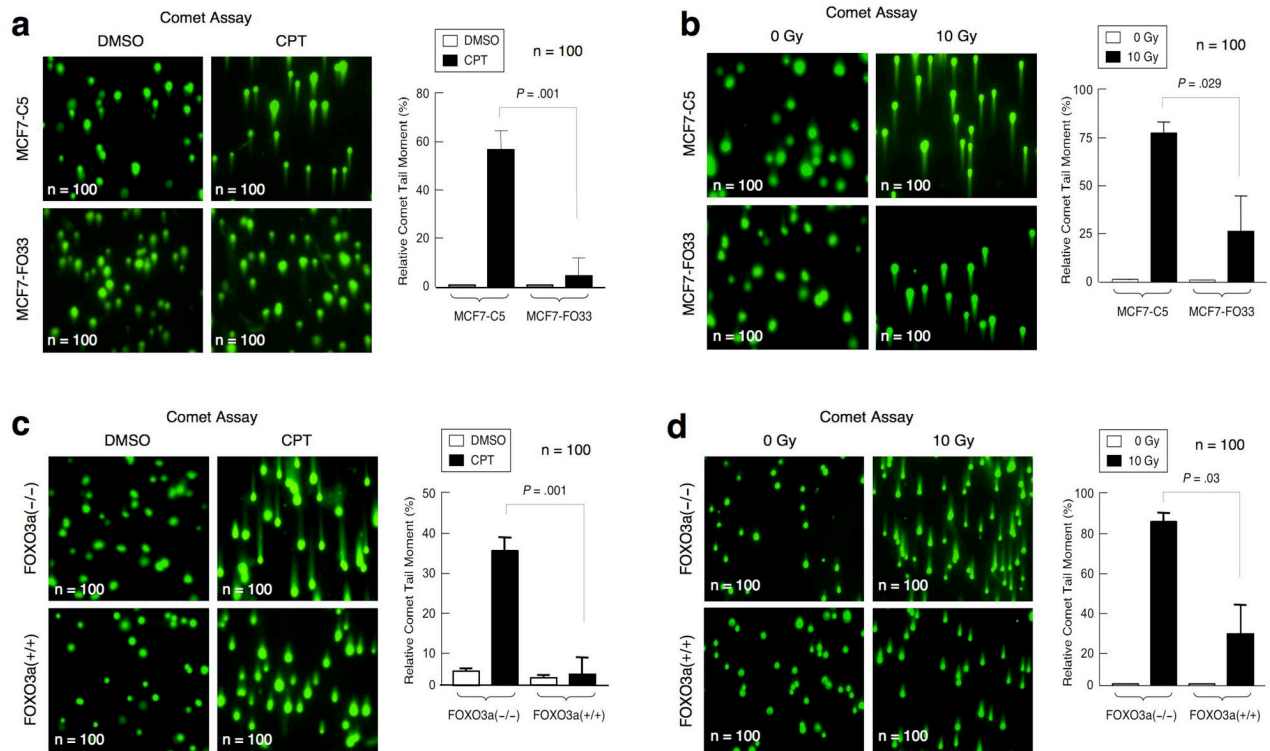 a
Comet Assay
DMSO CPT
MCF7-C5
n = 100 n = 100
MCF7-FO33
n = 100 n = 100
DMSO
CPT
n = 100
Relative Comet Tail Moment (%)
80
60
40
20
0
P = .001
MCF7-C5 MCF7-FO33
b
Comet Assay
0 Gy 10 Gy
MCF7-C5
n = 100 n = 100
MCF7-FO33
n = 100 n = 100
0 Gy
10 Gy
n = 100
Relative Comet Tail Moment (%)
100
75
50
25
0
P = .029
MCF7-C5 MCF7-FO33
c
Comet Assay
DMSO CPT
FOXO3a(−/−)
n = 100 n = 100
FOXO3a(+/+)
n = 100 n = 100
DMSO
CPT
n = 100
Relative Comet Tail Moment (%)
50
40
30
20
10
0
P = .001
FOXO3a(−/−) FOXO3a(+/+)
d
Comet Assay
0 Gy 10 Gy
FOXO3a(−/−)
n = 100 n = 100
FOXO3a(+/+)
n = 100 n = 100
0 Gy
10 Gy
n = 100
Relative Comet Tail Moment (%)
100
80
60
40
20
0
P = .03
FOXO3a(−/−) FOXO3a(+/+)